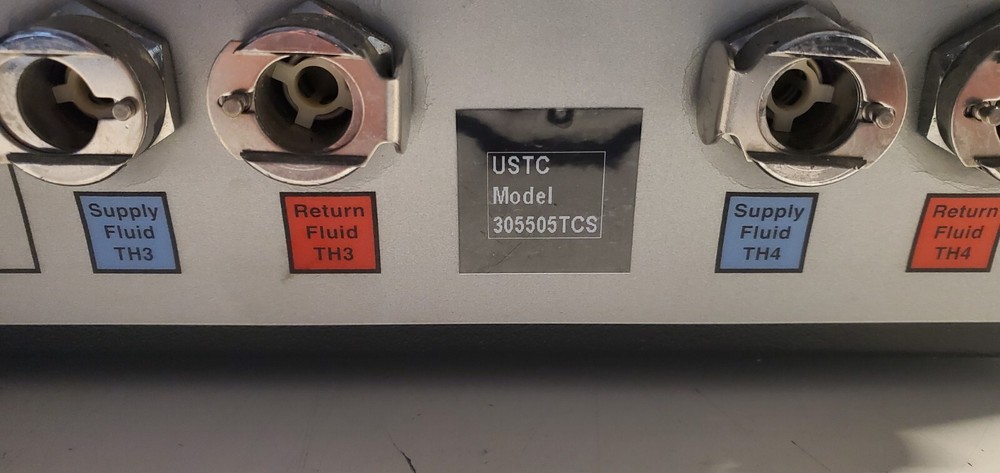 Supply
Fluid
TH3
Return
Fluid
TH3
USTC
Model
305505TCS
Supply
Fluid
TH4
Return
Fluid
TH4